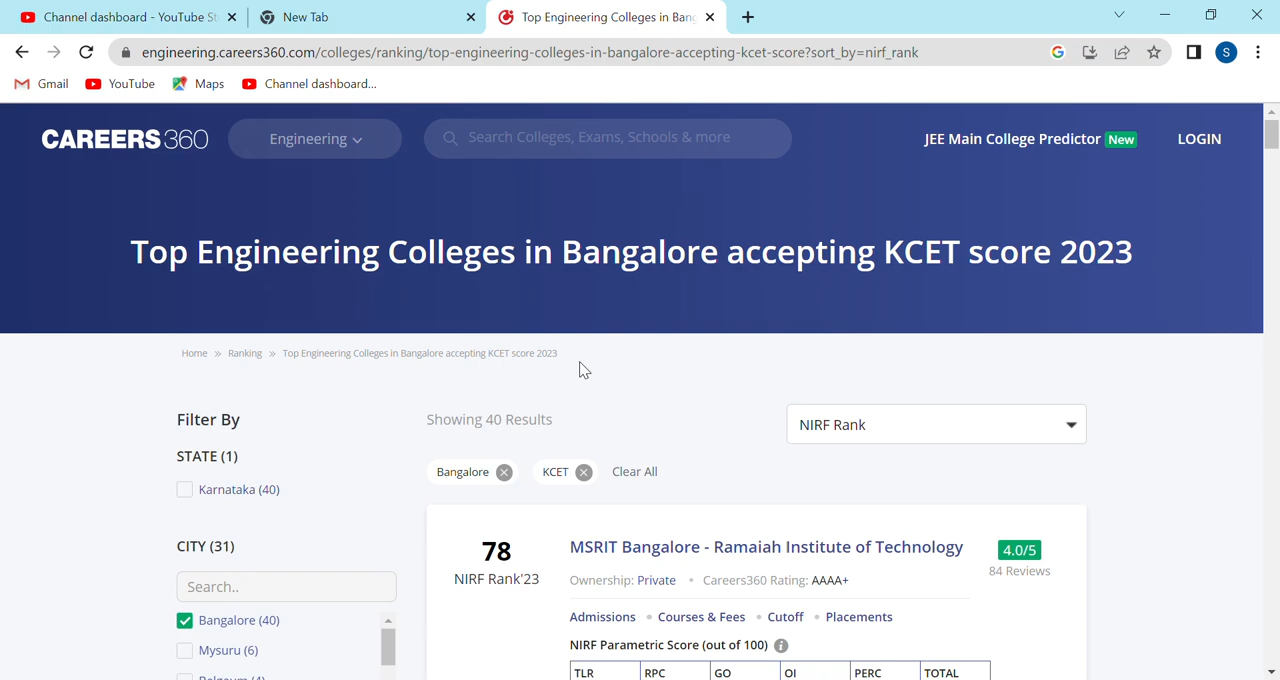 Channel dashboard - YouTube St
New Tab
Top Engineering Colleges in Bang
engineering.careers360.com/colleges/ranking/top-engineering-colleges-in-bangalore-accepting-kcet-score?sort_by=nirf_rank
S
Gmail
YouTube
Maps
Channel dashboard...
CAREERS360
Engineering
Search Colleges, Exams, Schools & more
JEE Main College Predictor New
LOGIN
Top Engineering Colleges in Bangalore accepting KCET score 2023
Home » Ranking » Top Engineering Colleges in Bangalore accepting KCET score 2023
Filter By
STATE (1)
Karnataka (40)
CITY (31)
Search..
Bangalore (40)
Mysuru (6)
Showing 40 Results
NIRF Rank
Bangalore
KCET
Clear All
78
NIRF Rank'23
MSRIT Bangalore - Ramaiah Institute of Technology
4.0/5
84 Reviews
Ownership: Private • Careers360 Rating: AAAA+
Admissions • Courses & Fees • Cutoff • Placements
NIRF Parametric Score (out of 100) i
TLR RPC GO OI PERC TOTAL